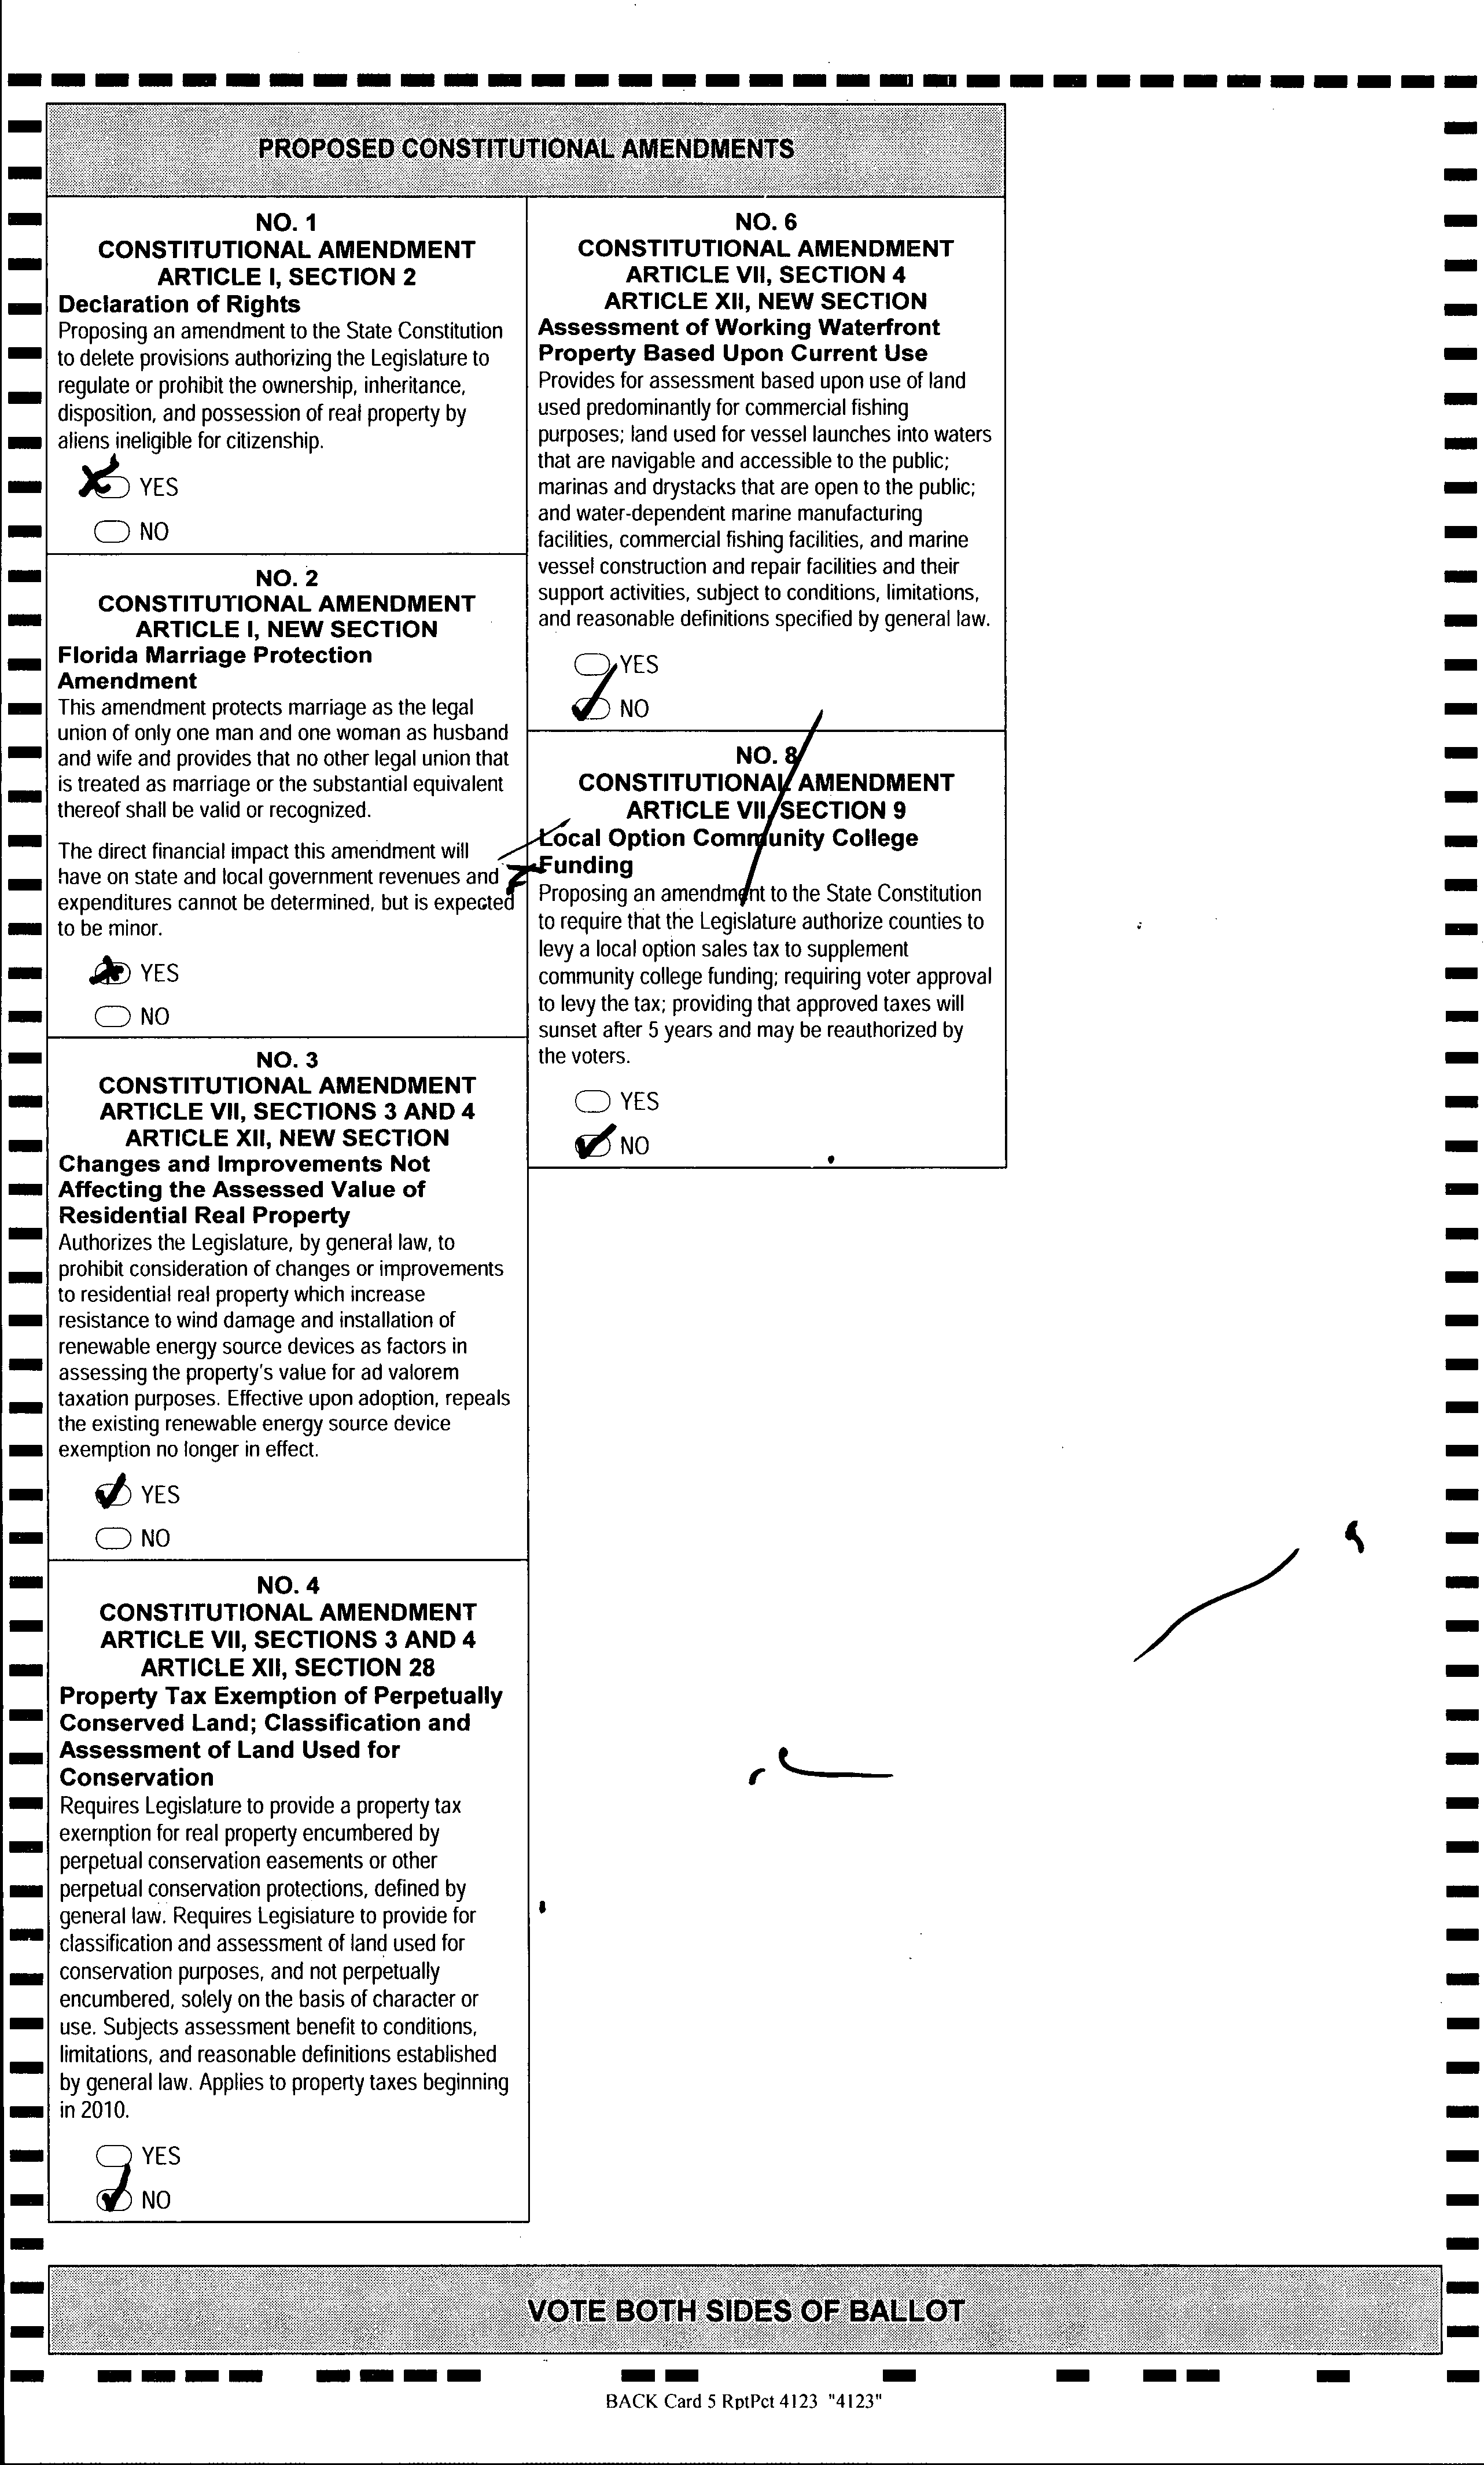 PROPOSED CONSTITUTIONAL AMENDMENTS
NO. 1
CONSTITUTIONAL AMENDMENT
ARTICLE I, SECTION 2
Declaration of Rights
Proposing an amendment to the State Constitution
to delete provisions authorizing the Legislature to
regulate or prohibit the ownership, inheritance,
disposition, and possession of real property by
aliens ineligible for citizenship.
YES
NO
NO. 2
CONSTITUTIONAL AMENDMENT
ARTICLE I, NEW SECTION
Florida Marriage Protection
Amendment
This amendment protects marriage as the legal
union of only one man and one woman as husband
and wife and provides that no other legal union that
is treated as marriage or the substantial equivalent
thereof shall be valid or recognized.
The direct financial impact this amendment will
have on state and local government revenues and
expenditures cannot be determined, but is expected
to be minor.
YES
NO
NO. 3
CONSTITUTIONAL AMENDMENT
ARTICLE VII, SECTIONS 3 AND 4
ARTICLE XII, NEW SECTION
Changes and Improvements Not
Affecting the Assessed Value of
Residential Real Property
Authorizes the Legislature, by general law, to
prohibit consideration of changes or improvements
to residential real property which increase
resistance to wind damage and installation of
renewable energy source devices as factors in
assessing the property's value for ad valorem
taxation purposes. Effective upon adoption, repeals
the existing renewable energy source device
exemption no longer in effect.
YES
NO
NO. 4
CONSTITUTIONAL AMENDMENT
ARTICLE VII, SECTIONS 3 AND 4
ARTICLE XII, SECTION 28
Property Tax Exemption of Perpetually
Conserved Land; Classification and
Assessment of Land Used for
Conservation
Requires Legislature to provide a property tax
exemption for real property encumbered by
perpetual conservation easements or other
perpetual conservation protections, defined by
general law. Requires Legislature to provide for
classification and assessment of land used for
conservation purposes, and not perpetually
encumbered, solely on the basis of character or
use. Subjects assessment benefit to conditions,
limitations, and reasonable definitions established
by general law. Applies to property taxes beginning
in 2010.
YES
NO
NO. 6
CONSTITUTIONAL AMENDMENT
ARTICLE VII, SECTION 4
ARTICLE XII, NEW SECTION
Assessment of Working Waterfront
Property Based Upon Current Use
Provides for assessment based upon use of land
used predominantly for commercial fishing
purposes; land used for vessel launches into waters
that are navigable and accessible to the public;
marinas and drystacks that are open to the public;
and water-dependent marine manufacturing
facilities, commercial fishing facilities, and marine
vessel construction and repair facilities and their
support activities, subject to conditions, limitations,
and reasonable definitions specified by general law.
YES
NO
NO. 8
CONSTITUTIONAL AMENDMENT
ARTICLE VII, SECTION 9
Local Option Community College
Funding
Proposing an amendment to the State Constitution
to require that the Legislature authorize counties to
levy a local option sales tax to supplement
community college funding; requiring voter approval
to levy the tax; providing that approved taxes will
sunset after 5 years and may be reauthorized by
the voters.
YES
NO
VOTE BOTH SIDES OF BALLOT
BACK Card 5 RptPct 4123 "4123"